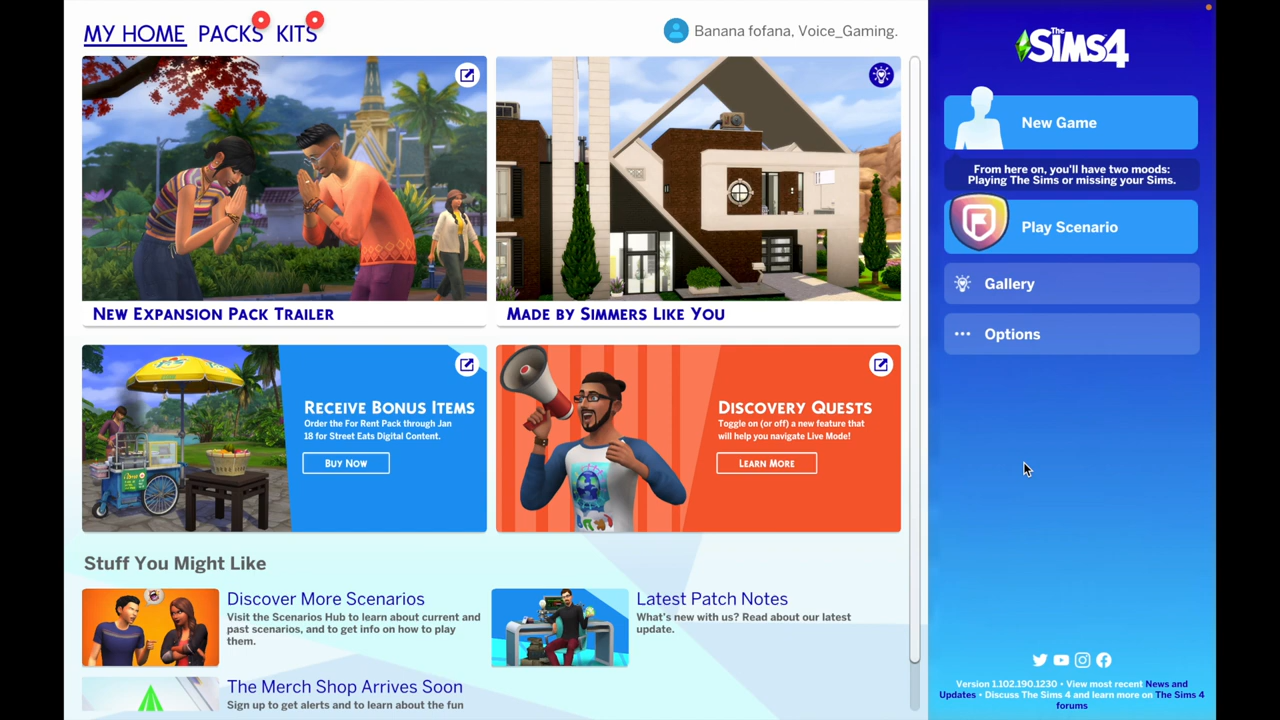 MY HOME PACKS KITS
Banana fofana, Voice_Gaming.
The
SiMS4
New Game
From here on, you'll have two moods:
Playing The Sims or missing your Sims.
Play Scenario
Gallery
Options
NEW EXPANSION PACK TRAILER
MADE BY SIMMERS LIKE YOU
RECEIVE BONUS ITEMS
Order the For Rent Pack through Jan
18 for Street Eats Digital Content.
BUY NOW
DISCOVERY QUESTS
Toggle on (or off) a new feature that
will help you navigate Live Mode!
LEARN MORE
Stuff You Might Like
Discover More Scenarios
Visit the Scenarios Hub to learn about current and
past scenarios, and to get info on how to play
them.
Latest Patch Notes
What's new with us? Read about our latest
update.
The Merch Shop Arrives Soon
Sign up to get alerts and to learn about the fun
Version 1.102.190.1230 • View most recent News and
Updates • Discuss The Sims 4 and learn more on The Sims 4
forums